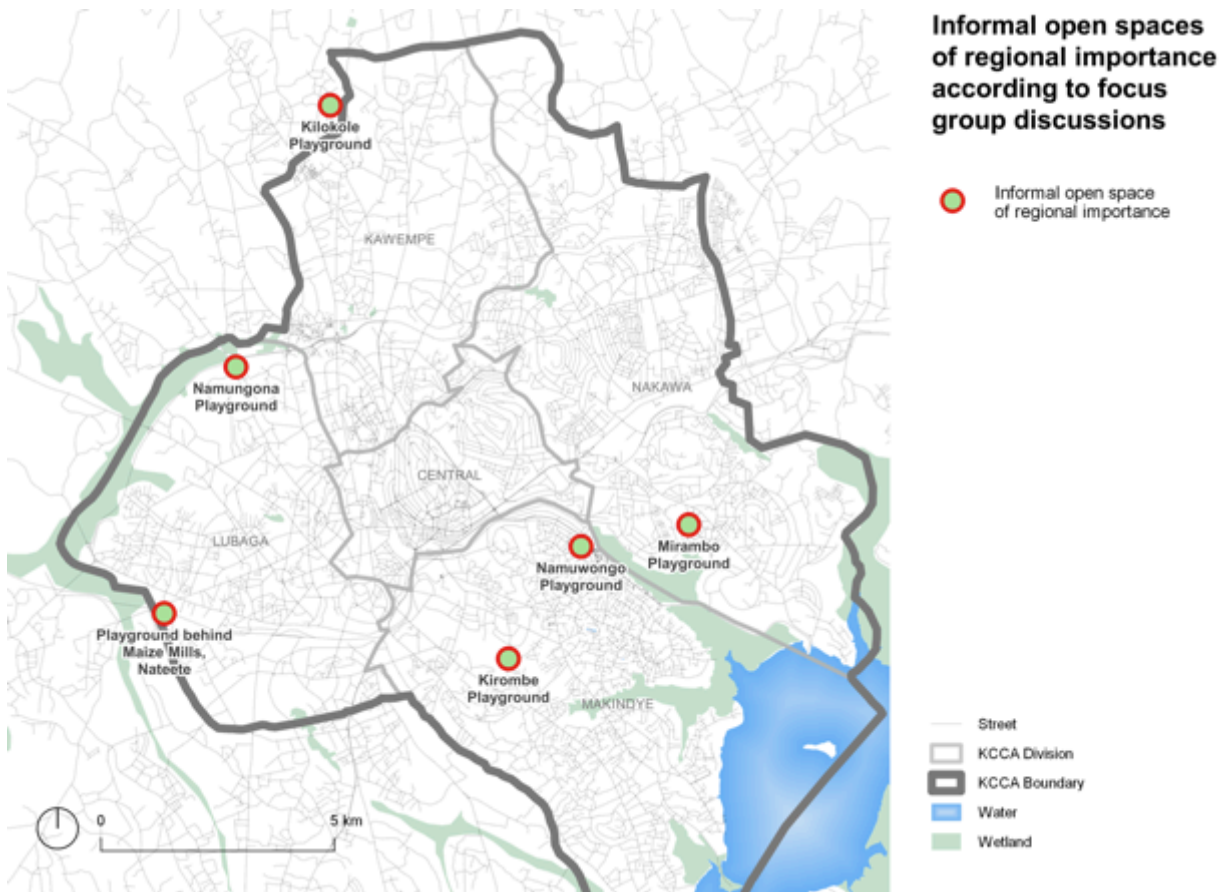 Informal open spaces
of regional importance
according to focus
group discussions
Informal open space
of regional importance
Kilokole
Playground
KAWEMPE
Namungona
Playground
NAKAWA
CENTRAL
LUBAGA
Mirambo
Playground
Namuwongo
Playground
Playground behind
Maize Mills,
Nateete
Kirombe
Playground
MAKINDYE
0 5 km
Street
KCCA Division
KCCA Boundary
Water
Wetland